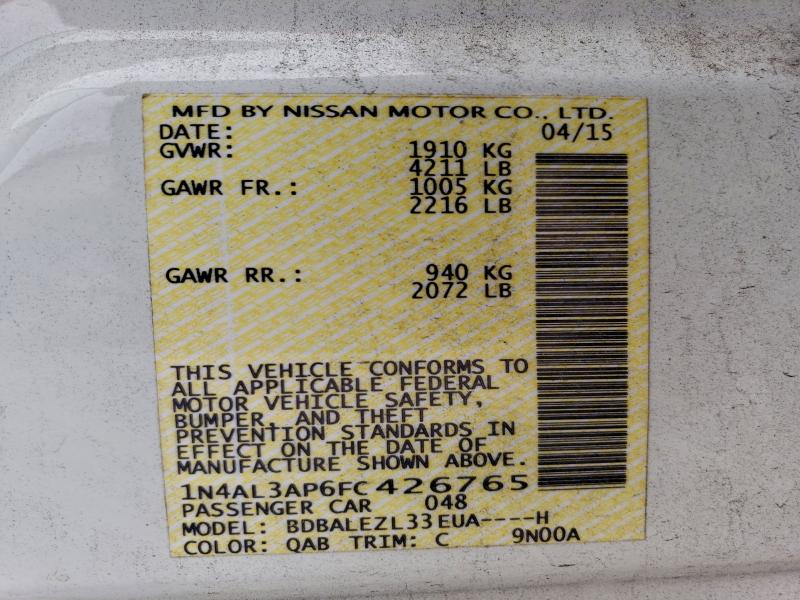 MFD BY NISSAN MOTOR CO., LTD.
DATE: 04/15
GVWR: 1910 KG
4211 LB
GAWR FR.: 1005 KG
2216 LB
GAWR RR.: 940 KG
2072 LB
THIS VEHICLE CONFORMS TO
ALL APPLICABLE FEDERAL
MOTOR VEHICLE SAFETY,
BUMPER, AND THEFT
PREVENTION STANDARDS IN
EFFECT ON THE DATE OF
MANUFACTURE SHOWN ABOVE.
1N4AL3AP6FC426765
PASSENGER CAR 048
MODEL: BDBALEZL33EUA----H
COLOR: QAB TRIM: C 9N00A